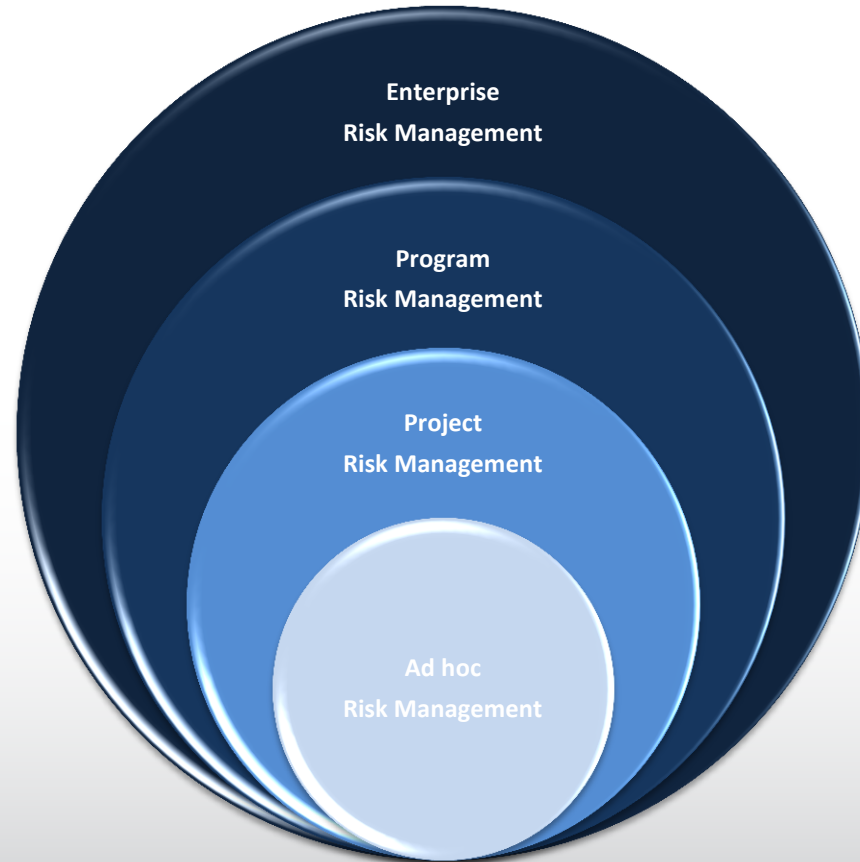 Enterprise
Risk Management
Program
Risk Management
Project
Risk Management
Ad hoc
Risk Management